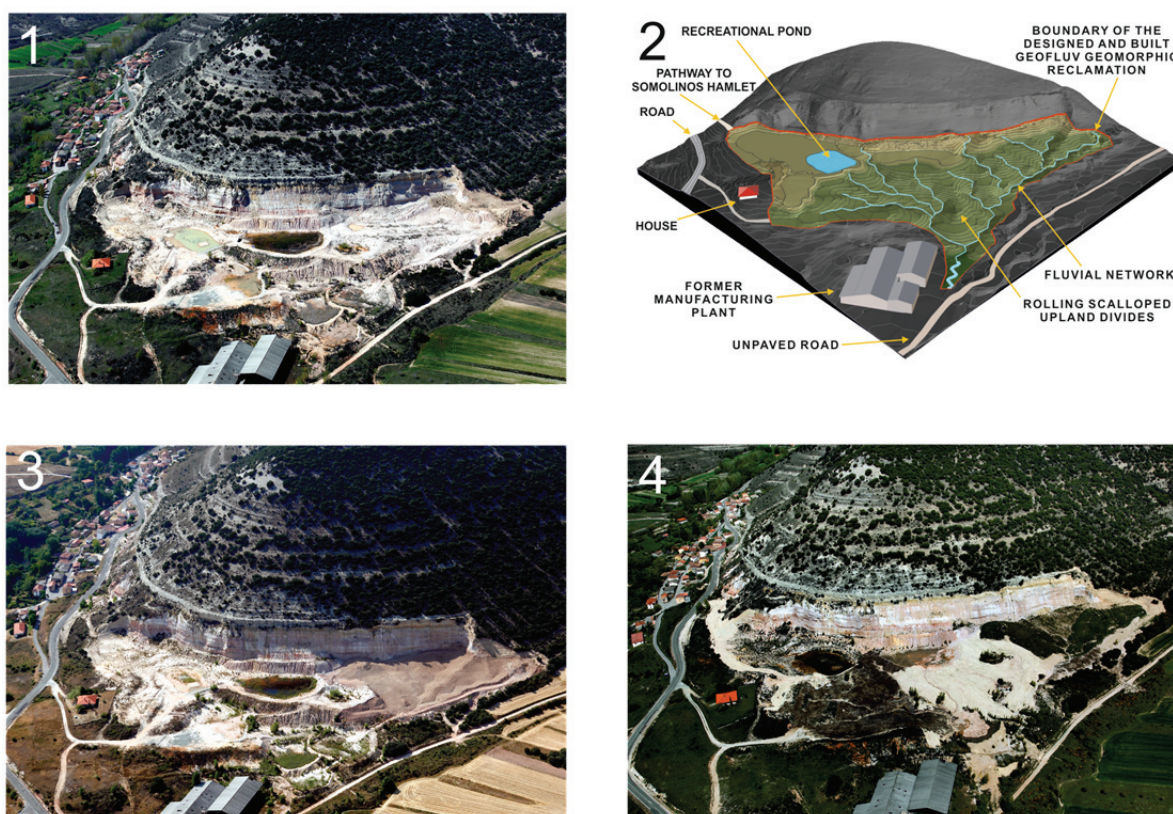 1
2
RECREATIONAL POND
BOUNDARY OF THE
DESIGNED AND BUILT
GEOFLUV GEOMORPHIC
RECLAMATION
PATHWAY TO
SOMOLINOS HAMLET
ROAD
HOUSE
FORMER
MANUFACTURING
PLANT
UNPAVED ROAD
FLUVIAL NETWORK
ROLLING SCALLOPED
UPLAND DIVIDES
3
4